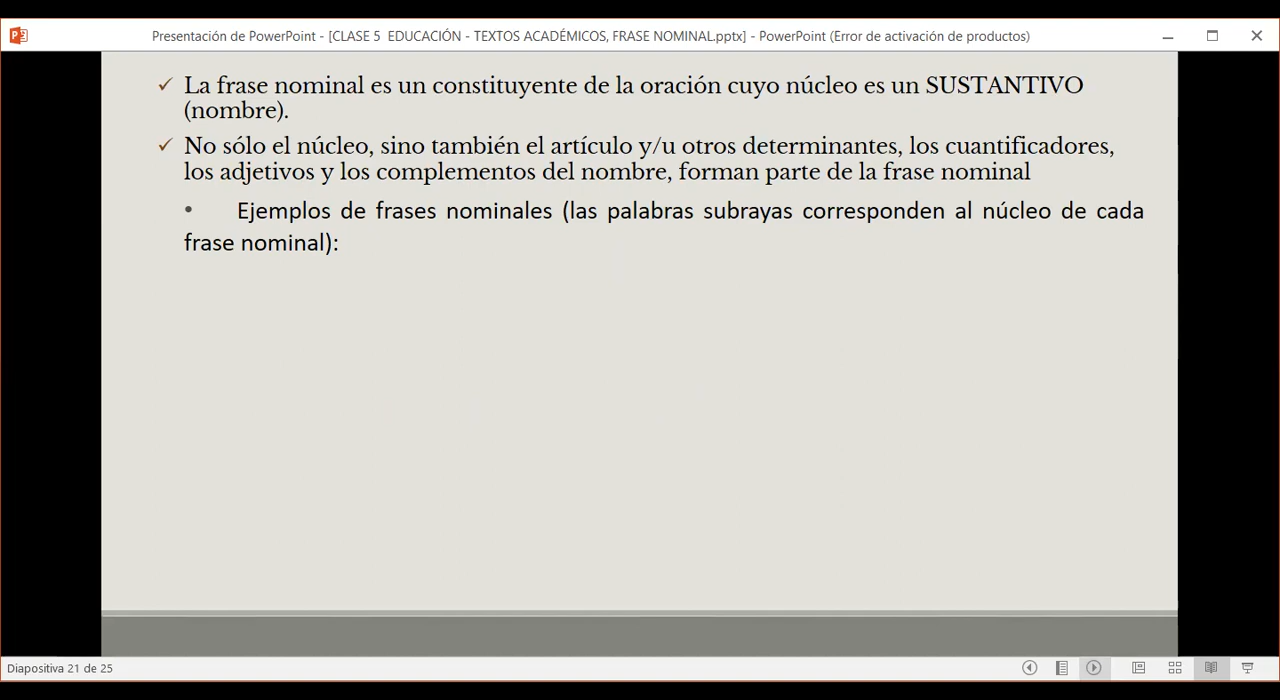 Presentación de PowerPoint - [CLASE 5  EDUCACIÓN - TEXTOS ACADÉMICOS, FRASE NOMINAL.pptx] - PowerPoint (Error de activación de productos)
✓ La frase nominal es un constituyente de la oración cuyo núcleo es un SUSTANTIVO
(nombre).
✓ No sólo el núcleo, sino también el artículo y/u otros determinantes, los cuantificadores,
los adjetivos y los complementos del nombre, forman parte de la frase nominal
• Ejemplos de frases nominales (las palabras subrayas corresponden al núcleo de cada
frase nominal):
Diapositiva 21 de 25